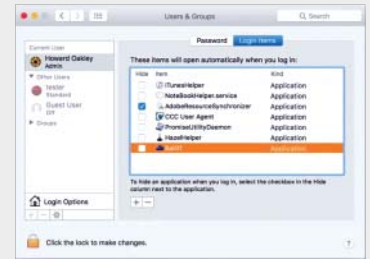 Users & Groups
Search
Password
Login Items
Current User
Howard Oakley
Admin
Other Users
tester
Standard
Guest User
Off
Groups
Login Options
These items will open automatically when you log in:
Hide
Item
Kind
iTunesHelper
Application
NoteBookHelper.service
Application
AdobeResourceSynchronizer
Application
CCC User Agent
Application
PromiseUtilityDaemon
Application
HazelHelper
Application
Application
To hide an application when you log in, select the checkbox in the Hide
column next to the application.
Click the lock to make changes.